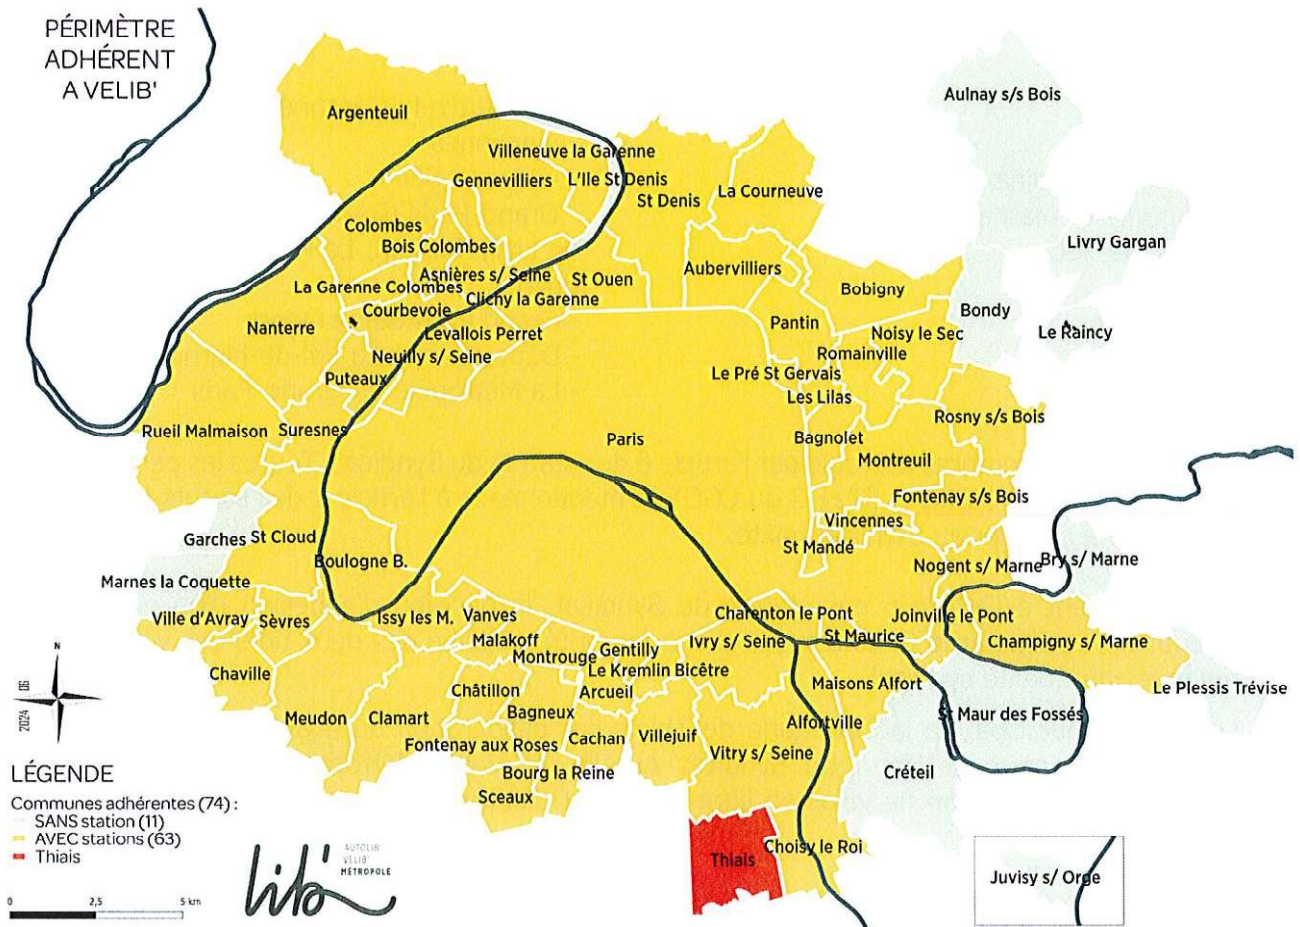 PÉRIMÈTRE
ADHÉRENT
A VELIB'
Argenteuil
Aulnay s/s Bois
Villeneuve la Garenne
Gennevilliers
L'Ile St Denis
St Denis
La Courneuve
Colombes
Bois Colombes
Livry Gargan
Asnières s/ Seine
St Ouen
Aubervilliers
La Garenne Colombes
Clichy la Garenne
Bobigny
Courbevoie
Bondy
Nanterre
Levallois Perret
Pantin
Noisy le Sec
Le Raincy
Neuilly s/ Seine
Romainville
Puteaux
Le Pré St Gervais
Les Lilas
Rueil Malmaison
Suresnes
Paris
Bagnolet
Rosny s/s Bois
Montreuil
Fontenay s/s Bois
Vincennes
Garches
St Cloud
St Mandé
Boulogne B.
Nogent s/ Marne
Bry s/ Marne
Marnes la Coquette
Ville d'Avray
Sèvres
Issy les M.
Vanves
Charenton le Pont
Joinville le Pont
Malakoff
Montrouge
Gentilly
Ivry s/ Seine
St Maurice
Champigny s/ Marne
Chaville
Le Kremlin Bicêtre
Châtillon
Arcueil
Maisons Alfort
Le Plessis Trévise
Meudon
Clamart
Bagneux
Alfortville
St Maur des Fossés
Fontenay aux Roses
Cachan
Villejuif
Vitry s/ Seine
Créteil
Bourg la Reine
Sceaux
Thiais
Choisy le Roi
Juvisy s/ Orge
N
2024 06
LÉGENDE
Communes adhérentes (74) :
SANS station (11)
AVEC stations (63)
Thiais
0 2,5 5 km
lib'
AUTOLIB
VELIB'
MÉTROPOLE